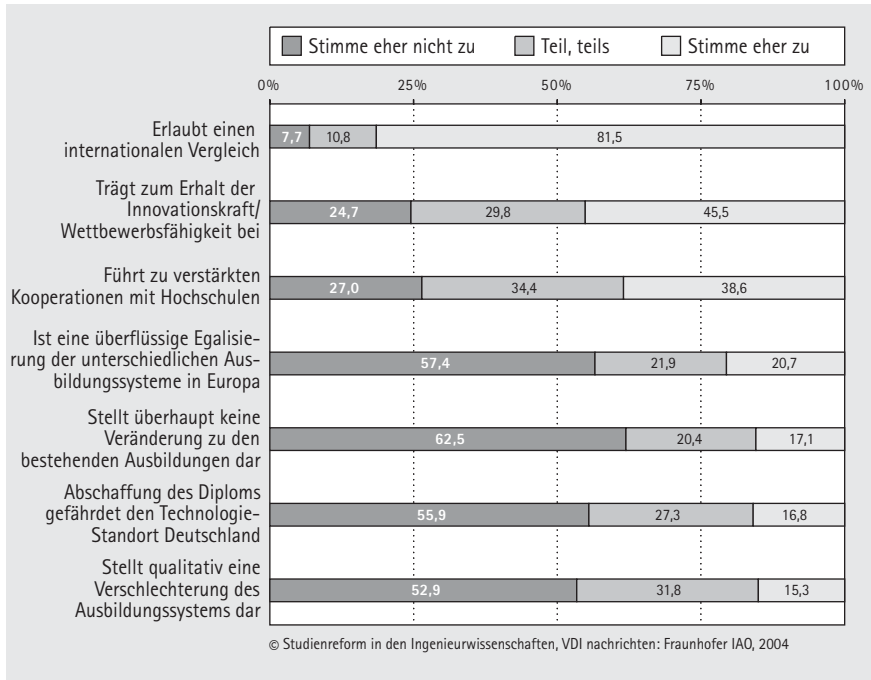 Stimme eher nicht zu Teil, teils Stimme eher zu
0% 25% 50% 75% 100%
Erlaubt einen
internationalen Vergleich
7,7 10,8 81,5
Trägt zum Erhalt der
Innovationskraft/
Wettbewerbsfähigkeit bei
24,7 29,8 45,5
Führt zu verstärkten
Kooperationen mit Hochschulen
27,0 34,4 38,6
Ist eine überflüssige Egalisie-
rung der unterschiedlichen Aus-
bildungssysteme in Europa
57,4 21,9 20,7
Stellt überhaupt keine
Veränderung zu den
bestehenden Ausbildungen dar
62,5 20,4 17,1
Abschaffung des Diploms
gefährdet den Technologie-
Standort Deutschland
55,9 27,3 16,8
Stellt qualitativ eine
Verschlechterung des
Ausbildungssystems dar
52,9 31,8 15,3
© Studienreform in den Ingenieurwissenschaften, VDI nachrichten: Fraunhofer IAO, 2004